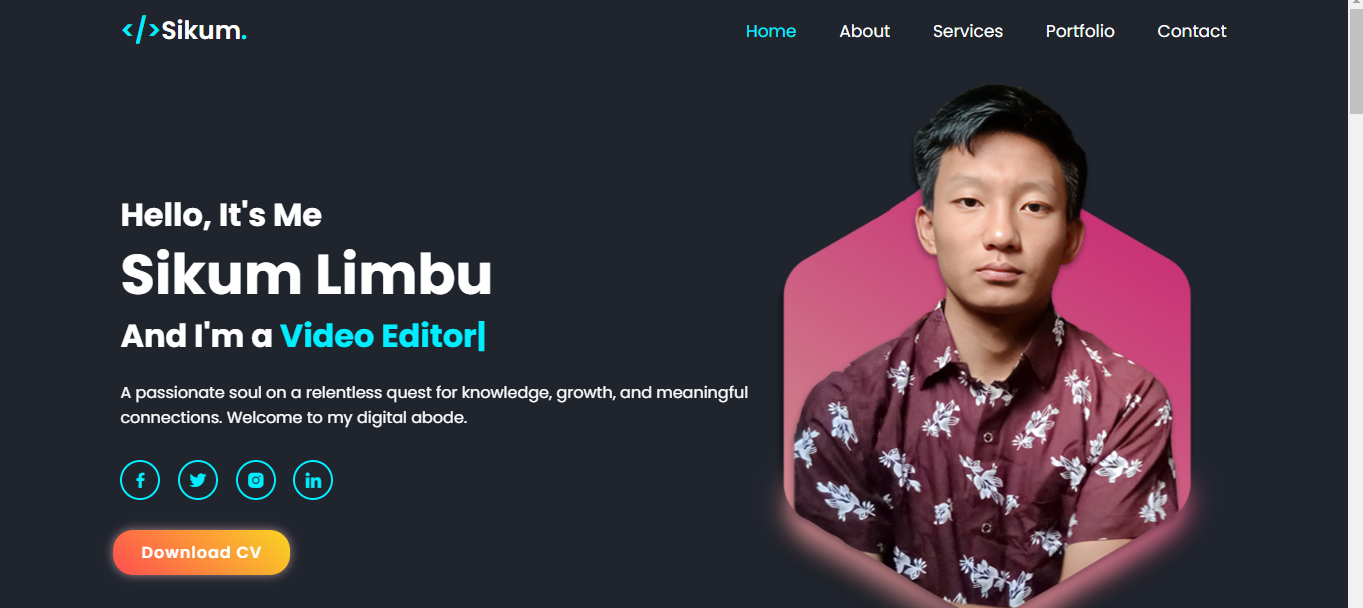 </>Sikum.
Home About Services Portfolio Contact
Hello, It's Me
Sikum Limbu
And I'm a Video Editor|
A passionate soul on a relentless quest for knowledge, growth, and meaningful
connections. Welcome to my digital abode.
Download CV